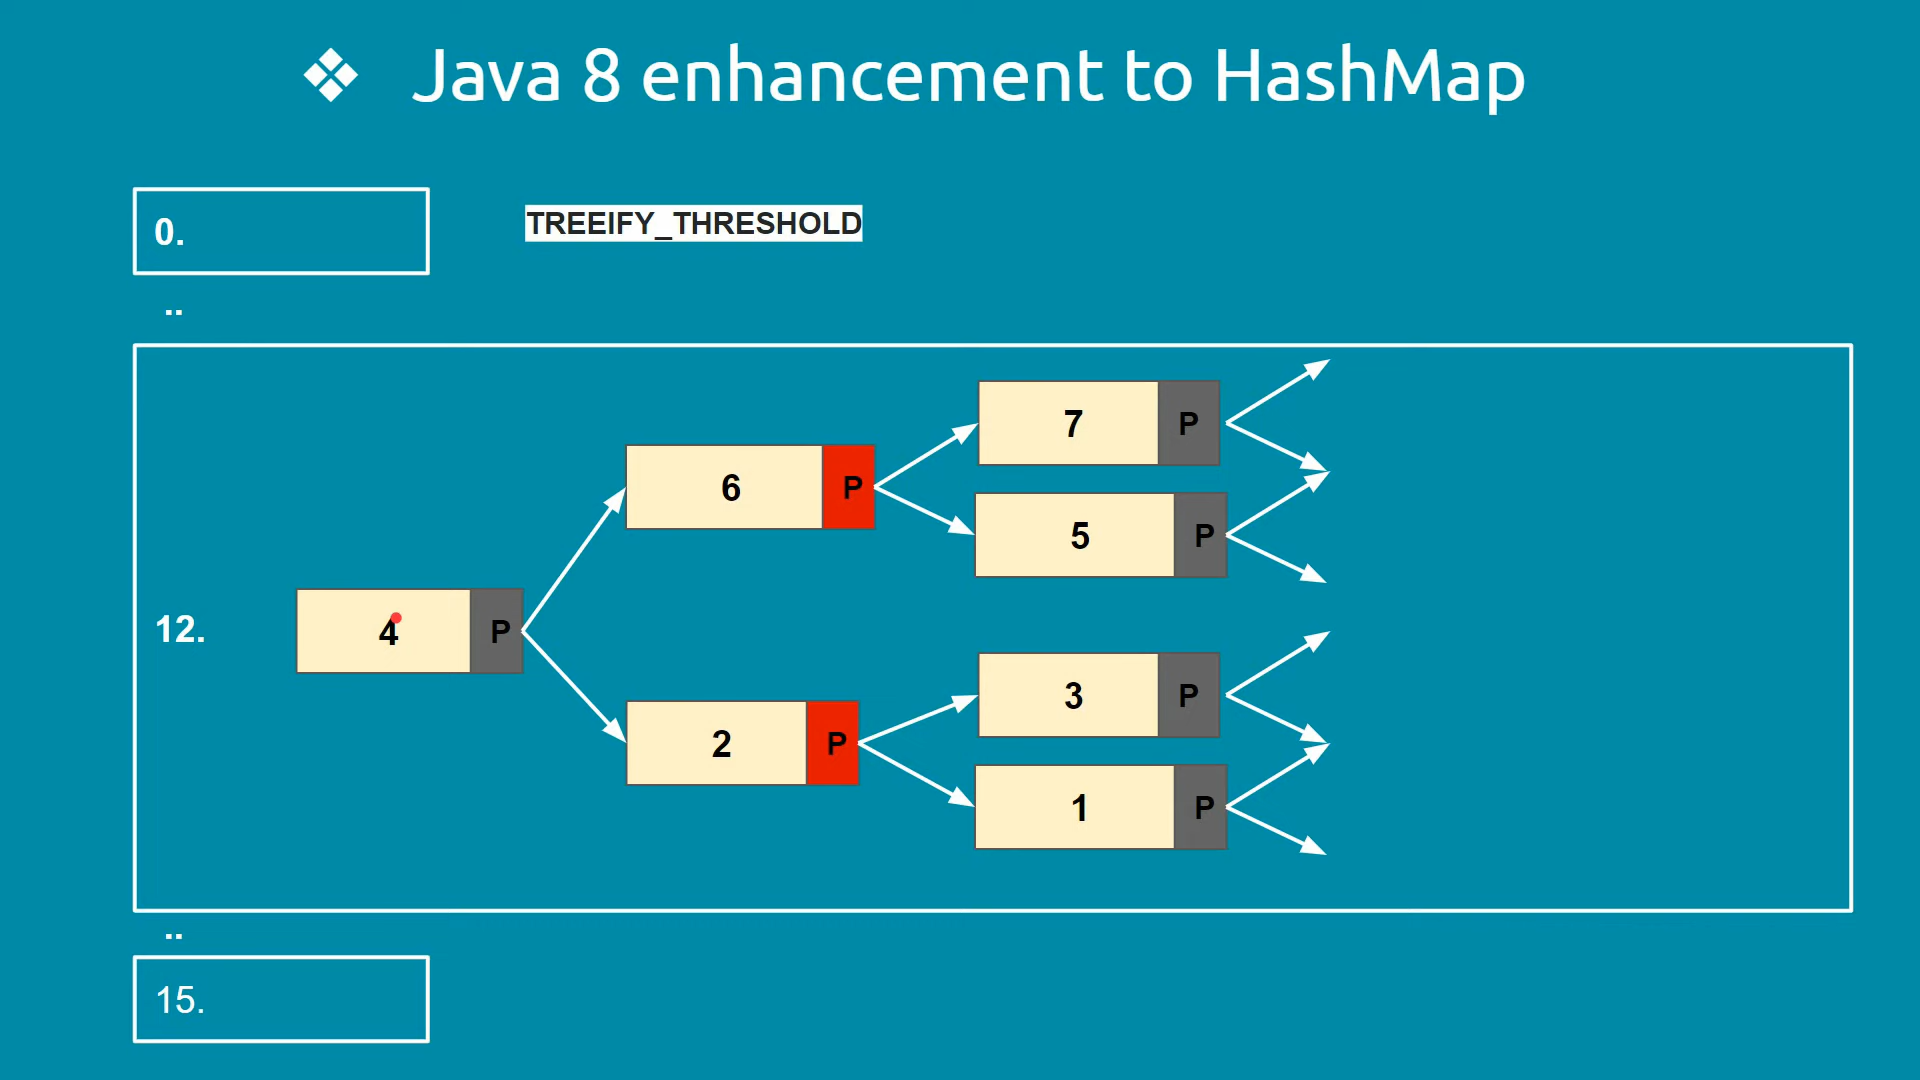 ❖ Java 8 enhancement to HashMap
0.
TREEIFY_THRESHOLD
..
7 P
6 P
5 P
12.
4 P
3 P
2 P
1 P
..
15.